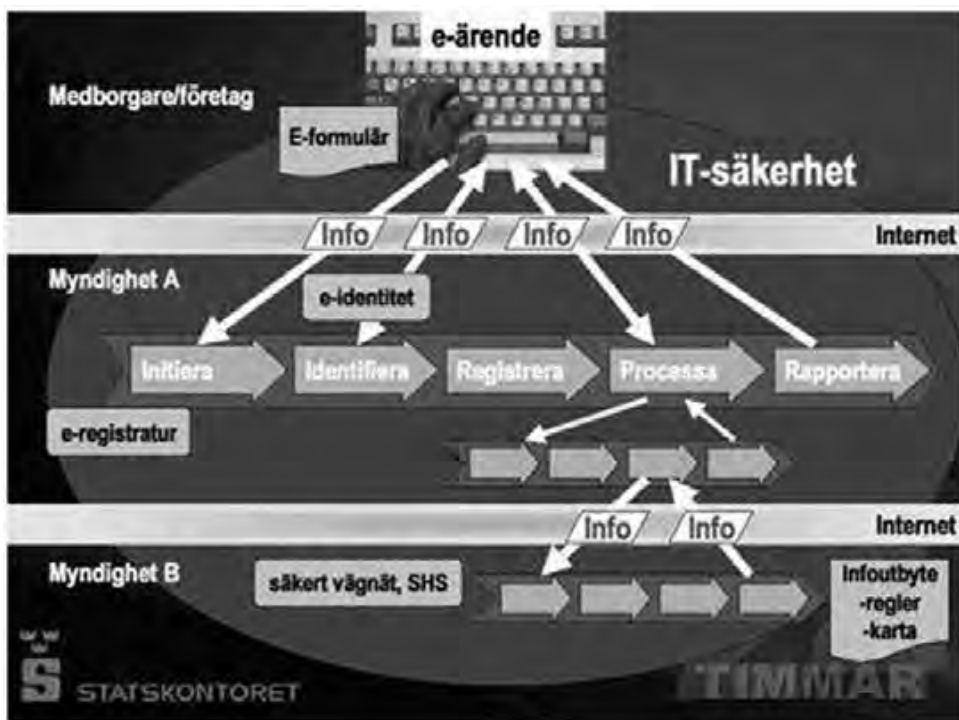 e-ärende
Medborgare/företag
E-formulär
IT-säkerhet
Info Info Info Info Internet
Myndighet A
e-identitet
Initiera Identifiera Registrera Processa Rapportera
e-registratur
Info Info Internet
Myndighet B
säkert vägnät, SHS
Infoutbyte
-regler
-karta
S STATSKONTORET
TIMMAR